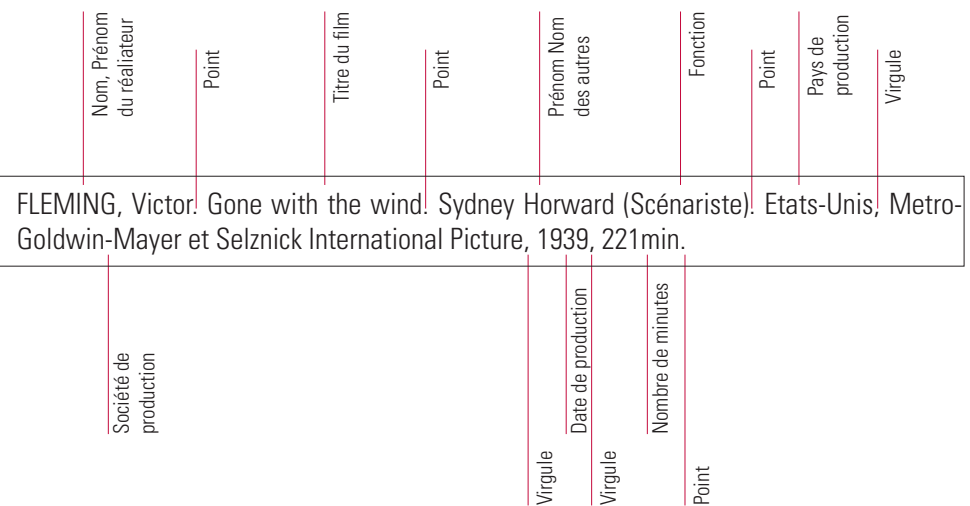 Nom, Prénom
du réaliateur
Point
Titre du film
Point
Prénom Nom
des autres
Fonction
Point
Pays de
production
Virgule
FLEMING, Victor. Gone with the wind. Sydney Horward (Scénariste). Etats-Unis, Metro-
Goldwin-Mayer et Selznick International Picture, 1939, 221min.
Société de
production
Virgule
Date de production
Virgule
Nombre de minutes
Point